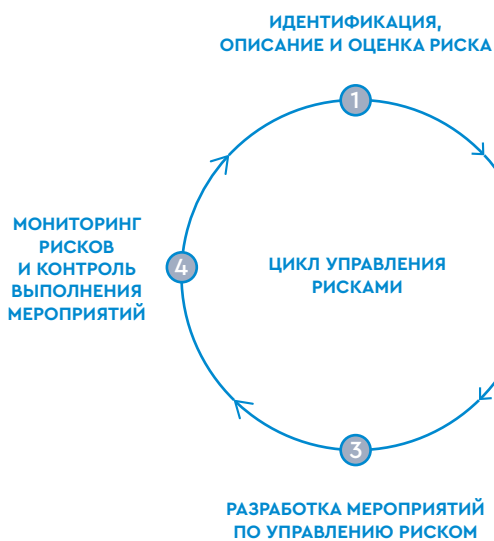 ИДЕНТИФИКАЦИЯ,
ОПИСАНИЕ И ОЦЕНКА РИСКА
1
МОНИТОРИНГ
РИСКОВ
И КОНТРОЛЬ
ВЫПОЛНЕНИЯ
МЕРОПРИЯТИЙ
4
ЦИКЛ УПРАВЛЕНИЯ
РИСКАМИ
3
РАЗРАБОТКА МЕРОПРИЯТИЙ
ПО УПРАВЛЕНИЮ РИСКОМ